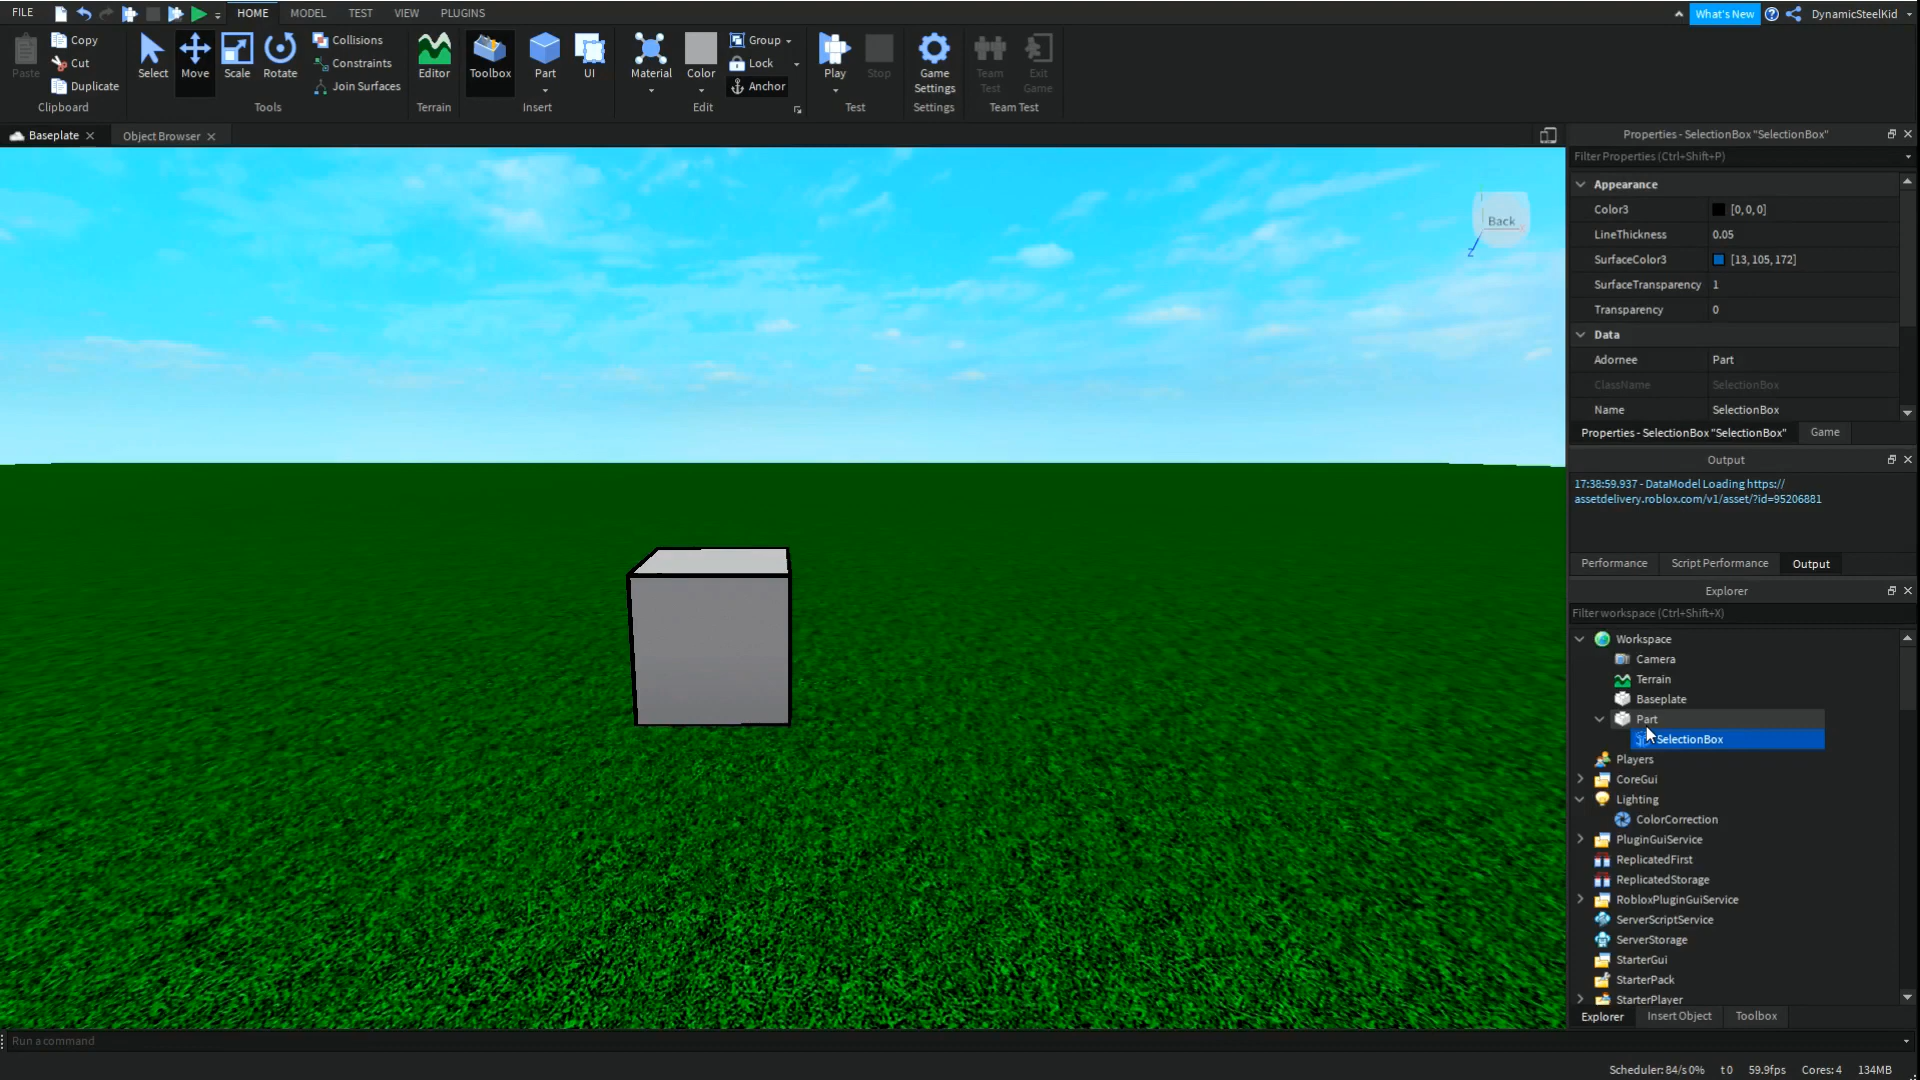 FILE HOME MODEL TEST VIEW PLUGINS What's New DynamicSteelKid
Paste Copy
Cut
Duplicate
Clipboard
Select Move Scale Rotate
Collisions
Constraints
Join Surfaces
Tools
Editor
Terrain
Toolbox Part UI
Insert
Material Color
Group
Lock
Anchor
Edit
Play Stop
Test
Game
Settings
Settings
Team
Test
Exit
Game
Team Test
Baseplate Object Browser
Back
Z
Properties - SelectionBox "SelectionBox"
Filter Properties (Ctrl+Shift+P)
Appearance
Color3 [0, 0, 0]
LineThickness 0.05
SurfaceColor3 [13, 105, 172]
SurfaceTransparency 1
Transparency 0
Data
Adornee Part
ClassName SelectionBox
Name SelectionBox
Properties - SelectionBox "SelectionBox" Game
Output
17:38:59.937 - DataModel Loading https://
assetdelivery.roblox.com/v1/asset/?id=95206881
Performance Script Performance Output
Explorer
Filter workspace (Ctrl+Shift+X)
Workspace
Camera
Terrain
Baseplate
Part
SelectionBox
Players
CoreGui
Lighting
ColorCorrection
PluginGuiService
ReplicatedFirst
ReplicatedStorage
RobloxPluginGuiService
ServerScriptService
ServerStorage
StarterGui
StarterPack
StarterPlayer
Explorer Insert Object Toolbox
Run a command
Scheduler: 84/s 0% t 0 59.9fps Cores: 4 134MB